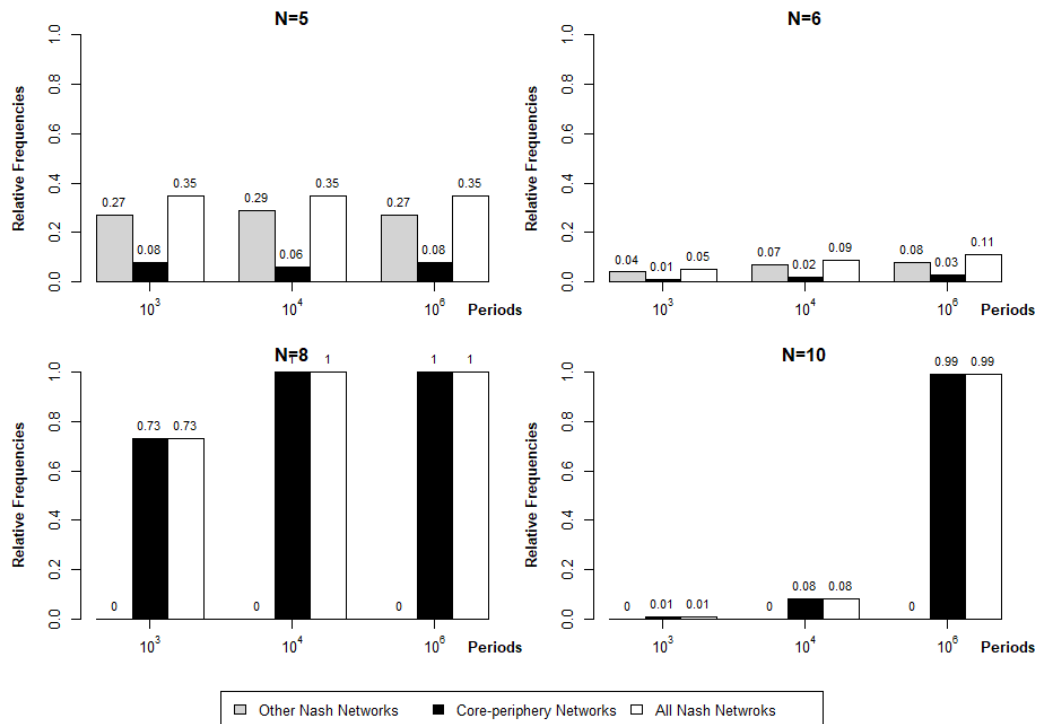 N=5
Relative Frequencies
0.0 0.2 0.4 0.6 0.8 1.0
0.27 0.08 0.35 0.29 0.06 0.35 0.27 0.08 0.35
10^3 10^4 10^6 Periods
N=6
Relative Frequencies
0.0 0.2 0.4 0.6 0.8 1.0
0.04 0.01 0.05 0.07 0.02 0.09 0.08 0.03 0.11
10^3 10^4 10^6 Periods
N=8
Relative Frequencies
0.0 0.2 0.4 0.6 0.8 1.0
0 0.73 0.73 0 1 1 0 1 1
10^3 10^4 10^6 Periods
N=10
Relative Frequencies
0.0 0.2 0.4 0.6 0.8 1.0
0 0.01 0.01 0 0.08 0.08 0 0.99 0.99
10^3 10^4 10^6 Periods
Other Nash Networks Core-periphery Networks All Nash Netwroks